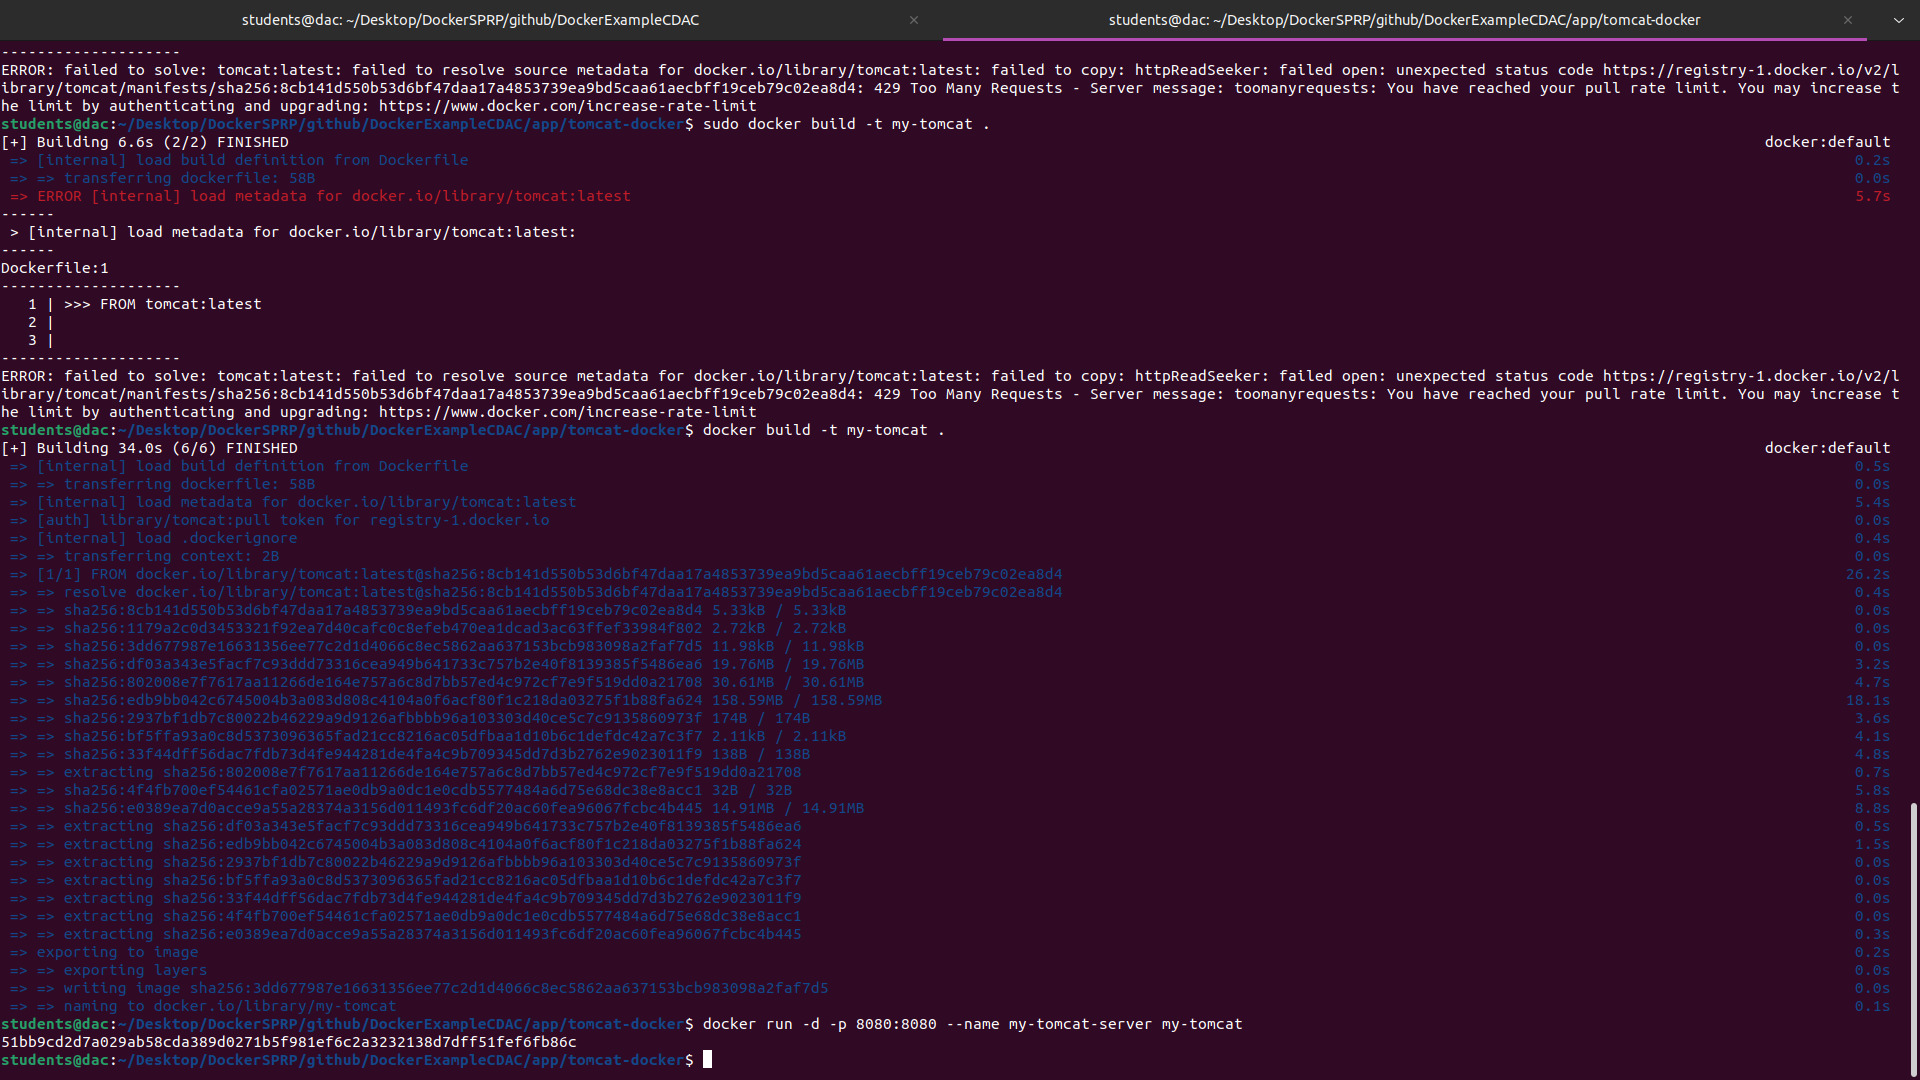 students@dac: ~/Desktop/DockerSPRP/github/DockerExampleCDAC × students@dac: ~/Desktop/DockerSPRP/github/DockerExampleCDAC/app/tomcat-docker ×
--------------------
ERROR: failed to solve: tomcat:latest: failed to resolve source metadata for docker.io/library/tomcat:latest: failed to copy: httpReadSeeker: failed open: unexpected status code https://registry-1.docker.io/v2/l
ibrary/tomcat/manifests/sha256:8cb141d550b53d6bf47daa17a4853739ea9bd5caa61aecbff19ceb79c02ea8d4: 429 Too Many Requests - Server message: toomanyrequests: You have reached your pull rate limit. You may increase t
he limit by authenticating and upgrading: https://www.docker.com/increase-rate-limit
students@dac:~/Desktop/DockerSPRP/github/DockerExampleCDAC/app/tomcat-docker$ sudo docker build -t my-tomcat .
[+] Building 6.6s (2/2) FINISHED docker:default
=> [internal] load build definition from Dockerfile 0.2s
=> => transferring dockerfile: 58B 0.0s
=> ERROR [internal] load metadata for docker.io/library/tomcat:latest 5.7s
------
> [internal] load metadata for docker.io/library/tomcat:latest:
------
Dockerfile:1
--------------------
1 | >>> FROM tomcat:latest
2 |
3 |
--------------------
ERROR: failed to solve: tomcat:latest: failed to resolve source metadata for docker.io/library/tomcat:latest: failed to copy: httpReadSeeker: failed open: unexpected status code https://registry-1.docker.io/v2/l
ibrary/tomcat/manifests/sha256:8cb141d550b53d6bf47daa17a4853739ea9bd5caa61aecbff19ceb79c02ea8d4: 429 Too Many Requests - Server message: toomanyrequests: You have reached your pull rate limit. You may increase t
he limit by authenticating and upgrading: https://www.docker.com/increase-rate-limit
students@dac:~/Desktop/DockerSPRP/github/DockerExampleCDAC/app/tomcat-docker$ docker build -t my-tomcat .
[+] Building 34.0s (6/6) FINISHED docker:default
=> [internal] load build definition from Dockerfile 0.5s
=> => transferring dockerfile: 58B 0.0s
=> [internal] load metadata for docker.io/library/tomcat:latest 5.4s
=> [auth] library/tomcat:pull token for registry-1.docker.io 0.0s
=> [internal] load .dockerignore 0.4s
=> => transferring context: 2B 0.0s
=> [1/1] FROM docker.io/library/tomcat:latest@sha256:8cb141d550b53d6bf47daa17a4853739ea9bd5caa61aecbff19ceb79c02ea8d4 26.2s
=> => resolve docker.io/library/tomcat:latest@sha256:8cb141d550b53d6bf47daa17a4853739ea9bd5caa61aecbff19ceb79c02ea8d4 0.4s
=> => sha256:8cb141d550b53d6bf47daa17a4853739ea9bd5caa61aecbff19ceb79c02ea8d4 5.33kB / 5.33kB 0.0s
=> => sha256:1179a2c0d3453321f92ea7d40cafc0c8efeb470ea1dcad3ac63ffef33984f802 2.72kB / 2.72kB 0.0s
=> => sha256:3dd677987e16631356ee77c2d1d4066c8ec5862aa637153bcb983098a2faf7d5 11.98kB / 11.98kB 0.0s
=> => sha256:df03a343e5facf7c93ddd73316cea949b641733c757b2e40f8139385f5486ea6 19.76MB / 19.76MB 3.2s
=> => sha256:802008e7f7617aa11266de164e757a6c8d7bb57ed4c972cf7e9f519dd0a21708 30.61MB / 30.61MB 4.7s
=> => sha256:edb9bb042c6745004b3a083d808c4104a0f6acf80f1c218da03275f1b88fa624 158.59MB / 158.59MB 18.1s
=> => sha256:2937bf1db7c80022b46229a9d9126afbbbb96a103303d40ce5c7c9135860973f 174B / 174B 3.6s
=> => sha256:bf5ffa93a0c8d5373096365fad21cc8216ac05dfbaa1d10b6c1defdc42a7c3f7 2.11kB / 2.11kB 4.1s
=> => sha256:33f44dff56dac7fdb73d4fe944281de4fa4c9b709345dd7d3b2762e9023011f9 138B / 138B 4.8s
=> => extracting sha256:802008e7f7617aa11266de164e757a6c8d7bb57ed4c972cf7e9f519dd0a21708 0.7s
=> => sha256:4f4fb700ef54461cfa02571ae0db9a0dc1e0cdb5577484a6d75e68dc38e8acc1 32B / 32B 5.8s
=> => sha256:e0389ea7d0acce9a55a28374a3156d011493fc6df20ac60fea96067fcbc4b445 14.91MB / 14.91MB 8.8s
=> => extracting sha256:df03a343e5facf7c93ddd73316cea949b641733c757b2e40f8139385f5486ea6 0.5s
=> => extracting sha256:edb9bb042c6745004b3a083d808c4104a0f6acf80f1c218da03275f1b88fa624 1.5s
=> => extracting sha256:2937bf1db7c80022b46229a9d9126afbbbb96a103303d40ce5c7c9135860973f 0.0s
=> => extracting sha256:bf5ffa93a0c8d5373096365fad21cc8216ac05dfbaa1d10b6c1defdc42a7c3f7 0.0s
=> => extracting sha256:33f44dff56dac7fdb73d4fe944281de4fa4c9b709345dd7d3b2762e9023011f9 0.0s
=> => extracting sha256:4f4fb700ef54461cfa02571ae0db9a0dc1e0cdb5577484a6d75e68dc38e8acc1 0.0s
=> => extracting sha256:e0389ea7d0acce9a55a28374a3156d011493fc6df20ac60fea96067fcbc4b445 0.3s
=> exporting to image 0.2s
=> => exporting layers 0.0s
=> => writing image sha256:3dd677987e16631356ee77c2d1d4066c8ec5862aa637153bcb983098a2faf7d5 0.0s
=> => naming to docker.io/library/my-tomcat 0.1s
students@dac:~/Desktop/DockerSPRP/github/DockerExampleCDAC/app/tomcat-docker$ docker run -d -p 8080:8080 --name my-tomcat-server my-tomcat
51bb9cd2d7a029ab58cda389d0271b5f981ef6c2a3232138d7dff51fef6fb86c
students@dac:~/Desktop/DockerSPRP/github/DockerExampleCDAC/app/tomcat-docker$